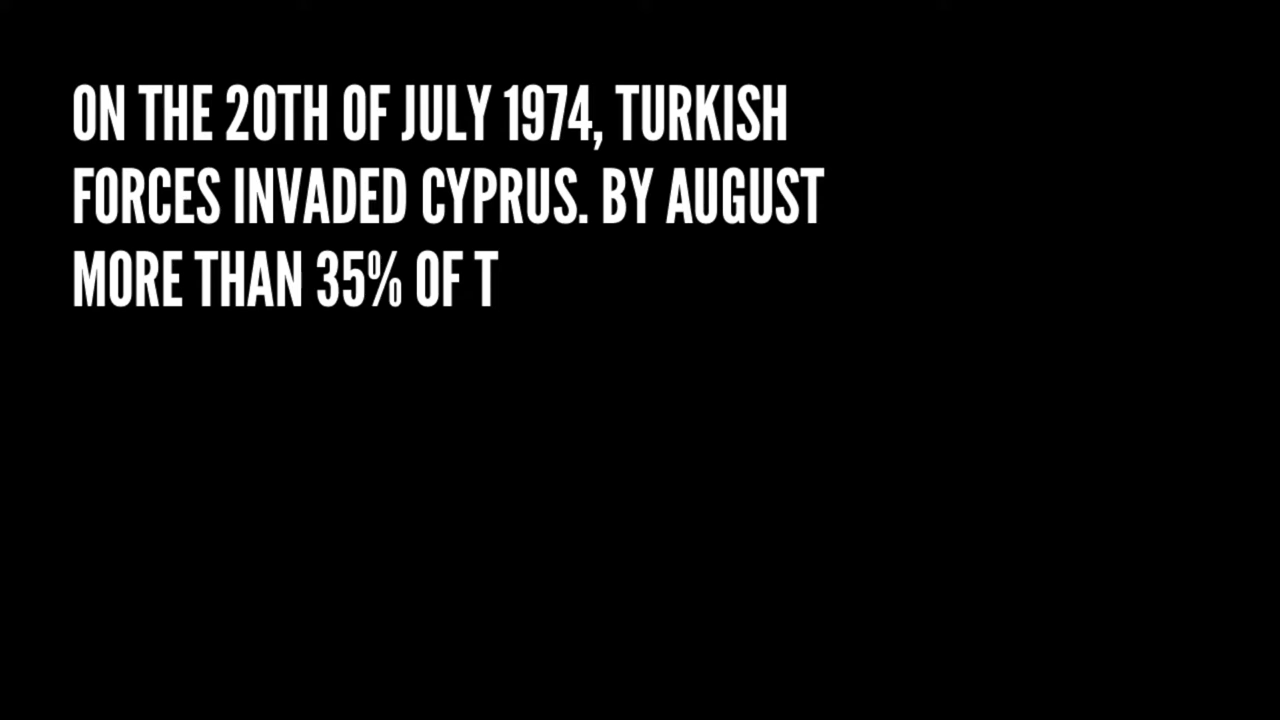 ON THE 20TH OF JULY 1974, TURKISH
FORCES INVADED CYPRUS. BY AUGUST
MORE THAN 35% OF T